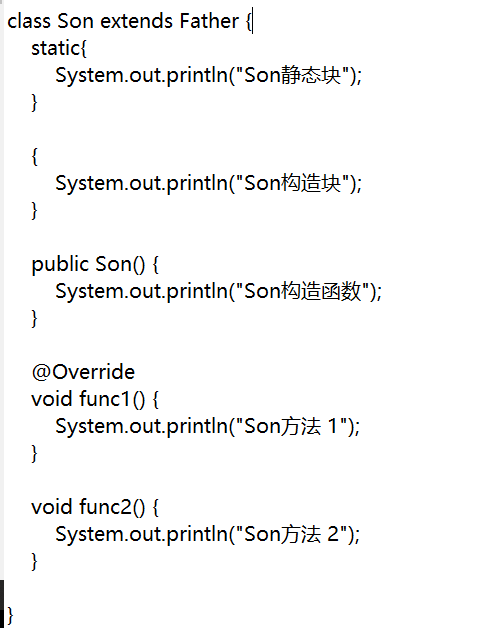 class Son extends Father {
static{
System.out.println("Son静态块");
}
{
System.out.println("Son构造块");
}
public Son() {
System.out.println("Son构造函数");
}
@Override
void func1() {
System.out.println("Son方法 1");
}
void func2() {
System.out.println("Son方法 2");
}
}